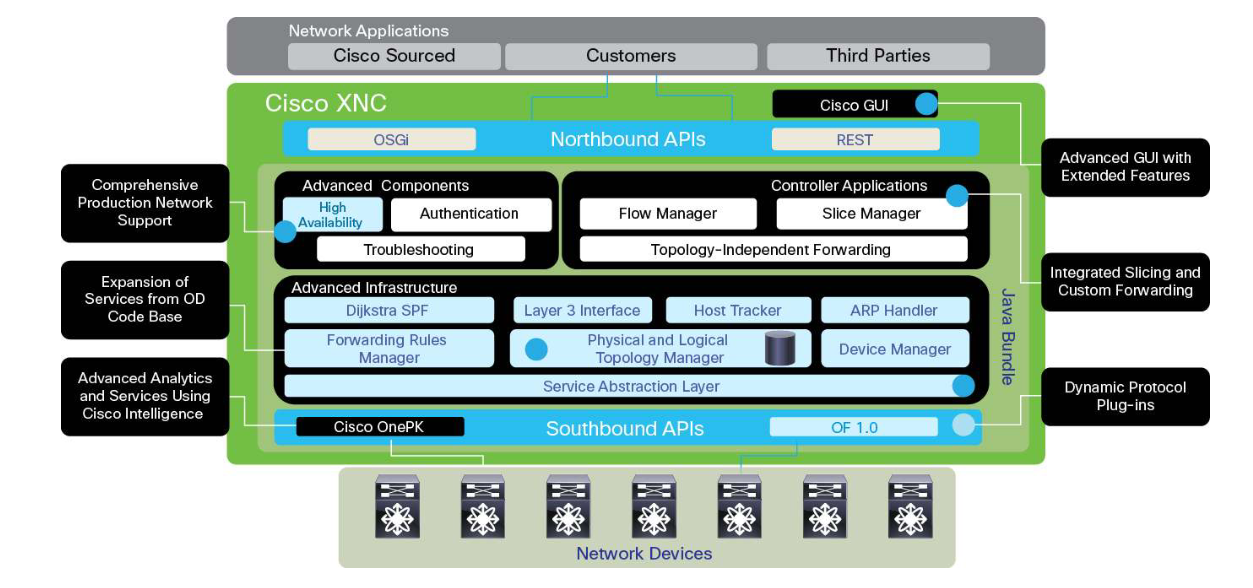 Network Applications
Cisco Sourced
Customers
Third Parties
Cisco XNC
Cisco GUI
OSGi
Northbound APIs
REST
Advanced GUI with
Extended Features
Comprehensive
Production Network
Support
Advanced Components
High
Availability
Authentication
Troubleshooting
Controller Applications
Flow Manager
Slice Manager
Topology-Independent Forwarding
Expansion of
Services from OD
Code Base
Integrated Slicing and
Custom Forwarding
Advanced Infrastructure
Dijkstra SPF
Layer 3 Interface
Host Tracker
ARP Handler
Forwarding Rules
Manager
Physical and Logical
Topology Manager
Device Manager
Service Abstraction Layer
Java Bundle
Advanced Analytics
and Services Using
Cisco Intelligence
Dynamic Protocol
Plug-ins
Cisco OnePK
Southbound APIs
OF 1.0
Network Devices